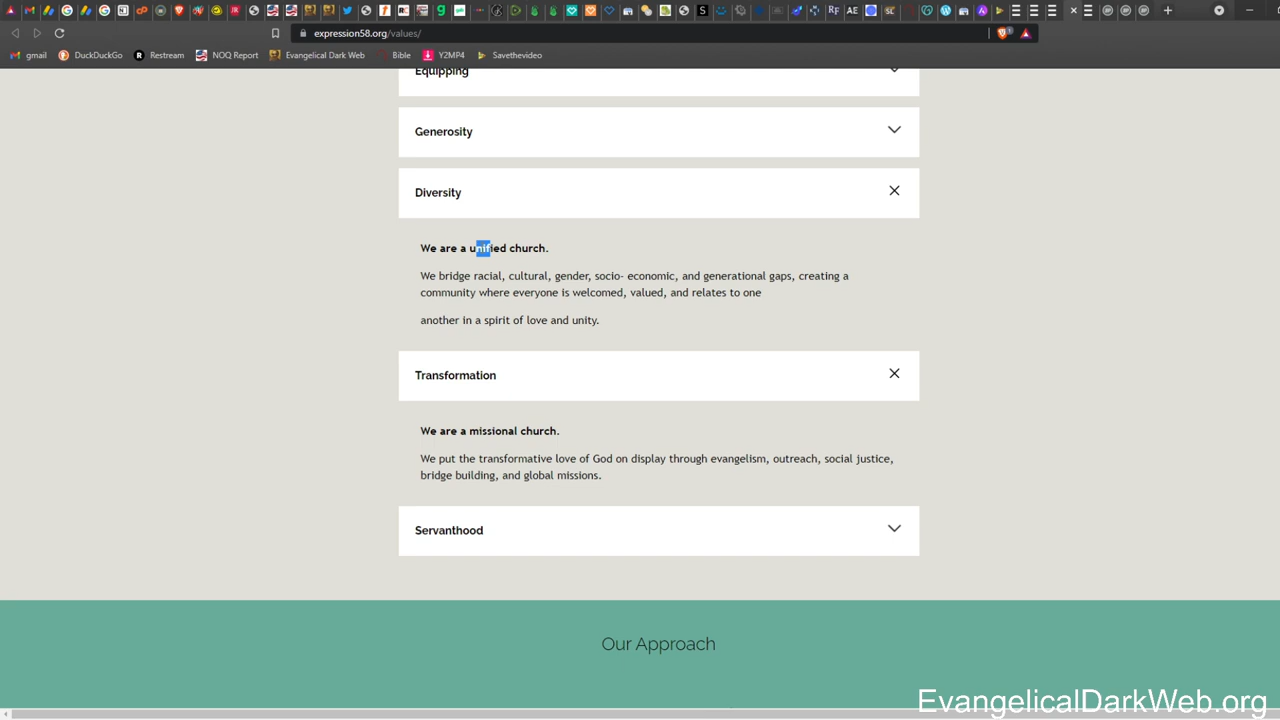 expression58.org/values/
gmail DuckDuckGo Restream NOQ Report Evangelical Dark Web Bible Y2MP4 Savethevideo
Equipping
Generosity
Diversity
We are a unified church.
We bridge racial, cultural, gender, socio- economic, and generational gaps, creating a
community where everyone is welcomed, valued, and relates to one
another in a spirit of love and unity.
Transformation
We are a missional church.
We put the transformative love of God on display through evangelism, outreach, social justice,
bridge building, and global missions.
Servanthood
Our Approach
EvangelicalDarkWeb.org